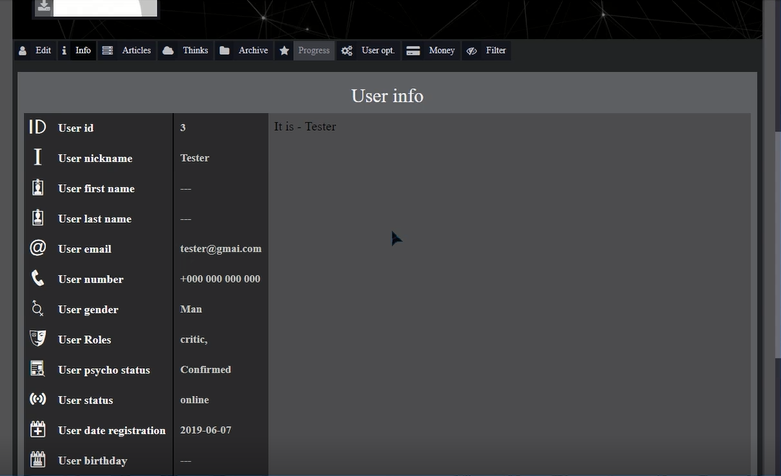 Edit Info Articles Thinks Archive Progress User opt. Money Filter
User info
User id 3
It is - Tester
User nickname Tester
User first name ---
User last name ---
User email tester@gmai.com
User number +000 000 000 000
User gender Man
User Roles critic,
User psycho status Confirmed
User status online
User date registration 2019-06-07
User birthday ---